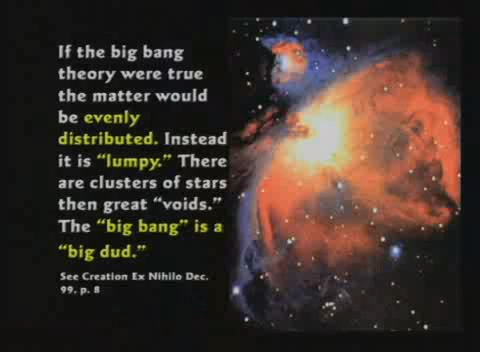 If the big bang
theory were true
the matter would
be evenly
distributed. Instead
it is "lumpy." There
are clusters of stars
then great "voids."
The "big bang" is a
"big dud."
See Creation Ex Nihilo Dec.
99, p. 8